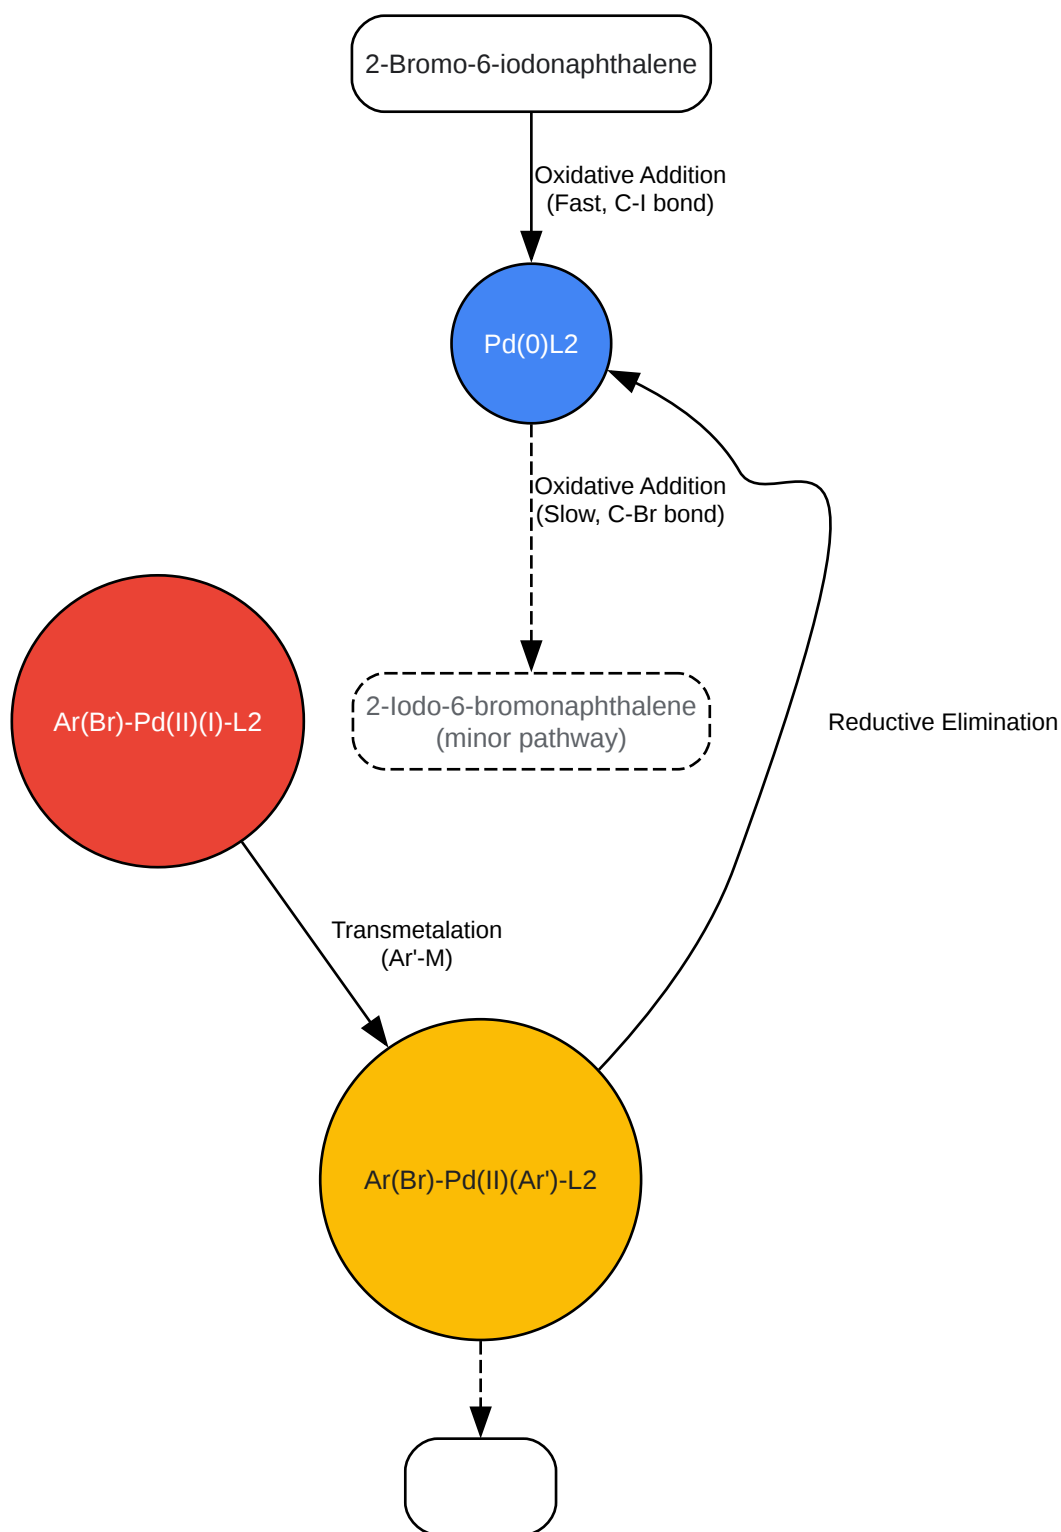 2-Bromo-6-iodonaphthalene
Oxidative Addition
(Fast, C-I bond)
Pd(0)L2
Oxidative Addition
(Slow, C-Br bond)
Ar(Br)-Pd(II)(I)-L2
2-Iodo-6-bromonaphthalene
(minor pathway)
Reductive Elimination
Transmetalation
(Ar'-M)
Ar(Br)-Pd(II)(Ar')-L2